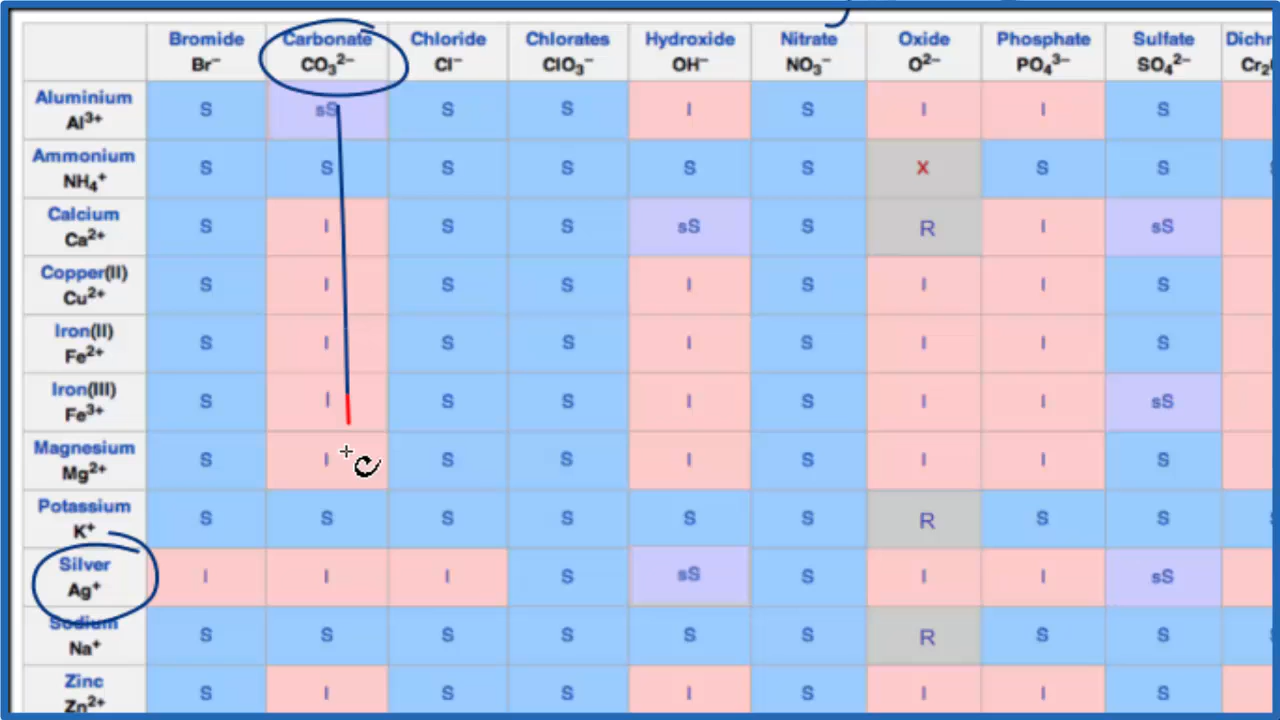 Bromide Carbonate Chloride Chlorates Hydroxide Nitrate Oxide Phosphate Sulfate
Br⁻ CO₃²⁻ Cl⁻ ClO₃⁻ OH⁻ NO₃⁻ O²⁻ PO₄³⁻ SO₄²⁻
Aluminium
Al³⁺ S sS S S I S I I S
Ammonium
NH₄⁺ S S S S S S X S S
Calcium
Ca²⁺ S I S S sS S R I sS
Copper(II)
Cu²⁺ S I S S I S I I S
Iron(II)
Fe²⁺ S I S S I S I I S
Iron(III)
Fe³⁺ S I S S I S I I sS
Magnesium
Mg²⁺ S I S S I S I I S
Potassium
K⁺ S S S S S S R S S
Silver
Ag⁺ I I I S sS S I I sS
Sodium
Na⁺ S S S S S S R S S
Zinc
Zn²⁺ S I S S I S I I S